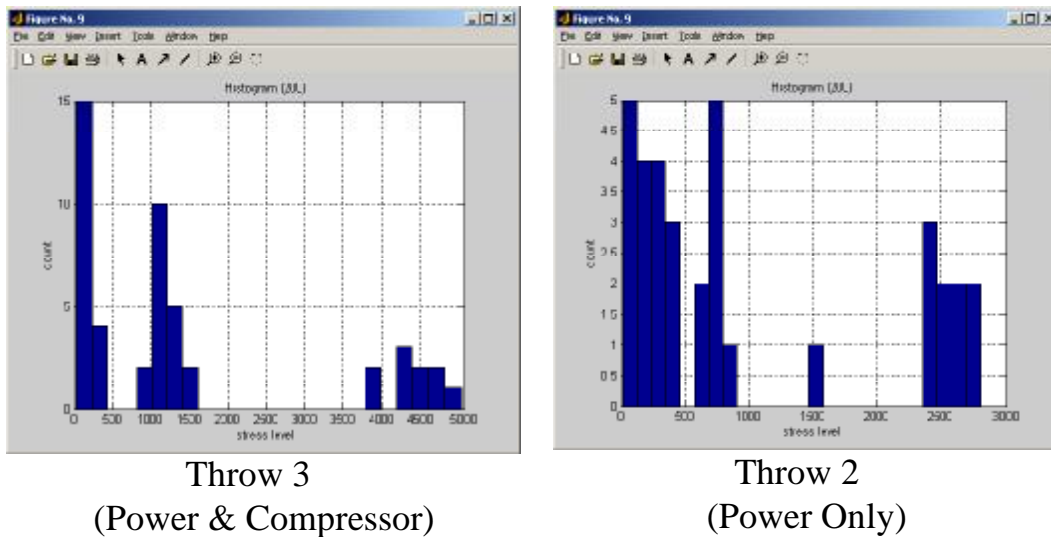 Figure No. 9
File Edit View Insert Tools Window Help
Histogram (JUL)
15
10
5
0
count
0 500 1000 1500 2000 2500 3000 3500 4000 4500 5000
stress level
Throw 3
(Power & Compressor)
Figure No. 9
File Edit View Insert Tools Window Help
Histogram (JUL)
5
4.5
4
3.5
3
2.5
2
1.5
1
0.5
0
count
0 500 1000 1500 2000 2500 3000
stress level
Throw 2
(Power Only)